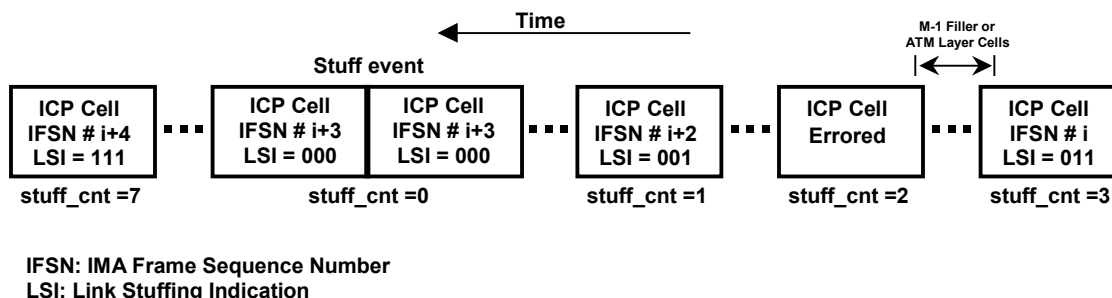 M-1 Filler or
ATM Layer Cells
Time
Stuff event
ICP Cell
IFSN # i+4
LSI = 111
ICP Cell
IFSN # i+3
LSI = 000
ICP Cell
IFSN # i+3
LSI = 000
ICP Cell
IFSN # i+2
LSI = 001
ICP Cell
Errored
ICP Cell
IFSN # i
LSI = 011
stuff_cnt =7
stuff_cnt =0
stuff_cnt =1
stuff_cnt =2
stuff_cnt =3
IFSN: IMA Frame Sequence Number
LSI: Link Stuffing Indication